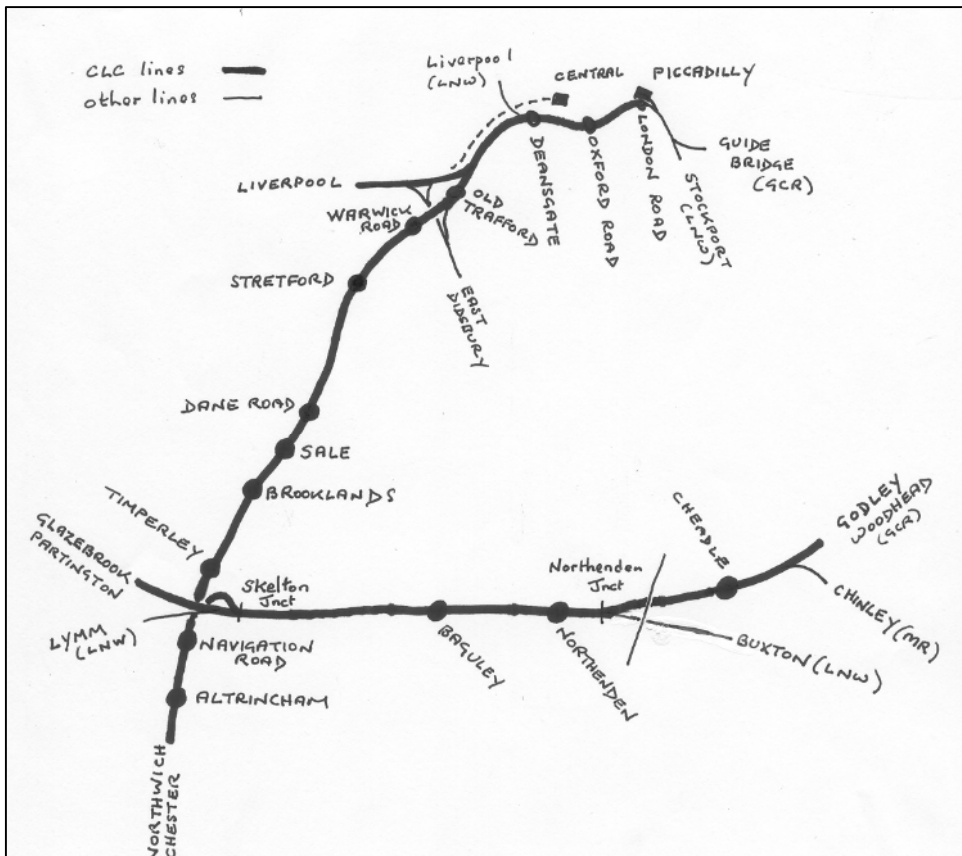 CLC lines
other lines
Liverpool
(LNW)
CENTRAL
PICCADILLY
GUIDE
BRIDGE
(GCR)
STOCKPORT
(LNW)
LONDON ROAD
OXFORD ROAD
DEANSGATE
LIVERPOOL
OLD
TRAFFORD
WARWICK
ROAD
EAST
DIDSBURY
STRETFORD
DANE ROAD
SALE
BROOKLANDS
TIMPERLEY
GLAZEBROOK
PARTINGTON
Skelton
Jnct
LYMM
(LNW)
NAVIGATION
ROAD
ALTRINCHAM
NORTHWICH
CHESTER
BAGULEY
NORTHENDEN
Northenden
Jnct
CHEADLE
GODLEY
WOODHEAD
(GCR)
CHINLEY (MR)
BUXTON (LNW)